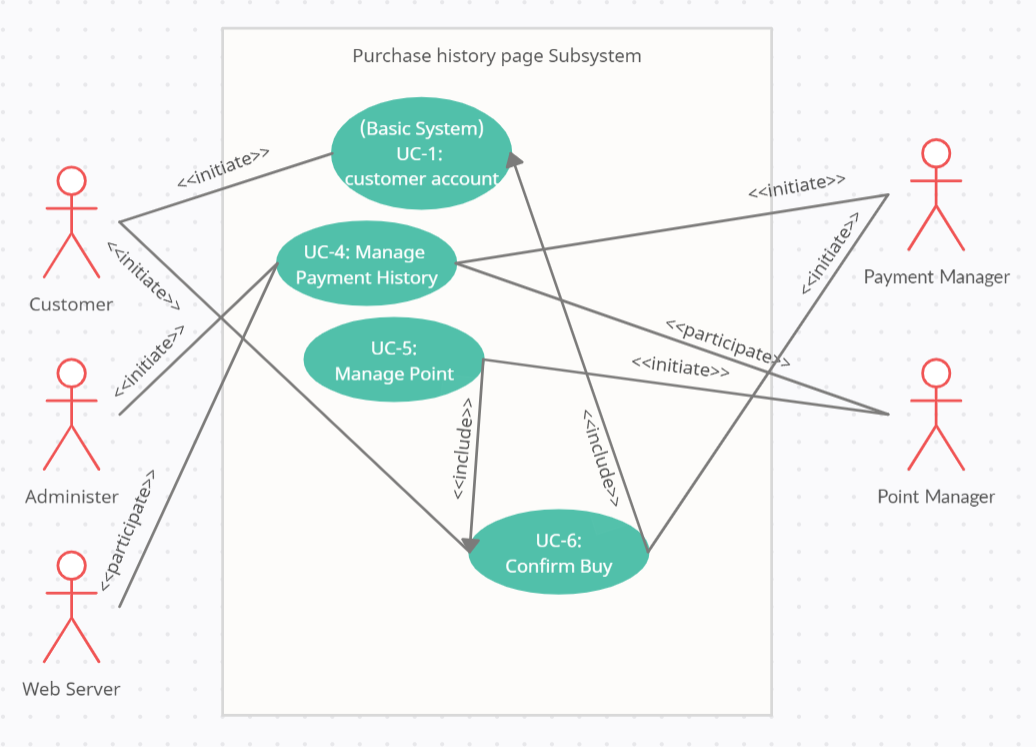 Purchase history page Subsystem
(Basic System)
UC-1:
customer account
<<initiate>>
<<initiate>>
Customer
<<initiate>>
<<initiate>>
Payment Manager
UC-4: Manage
Payment History
<<initiate>>
<<participate>>
<<initiate>>
UC-5:
Manage Point
Administer
Point Manager
<<include>>
<<include>>
<<participate>>
UC-6:
Confirm Buy
Web Server